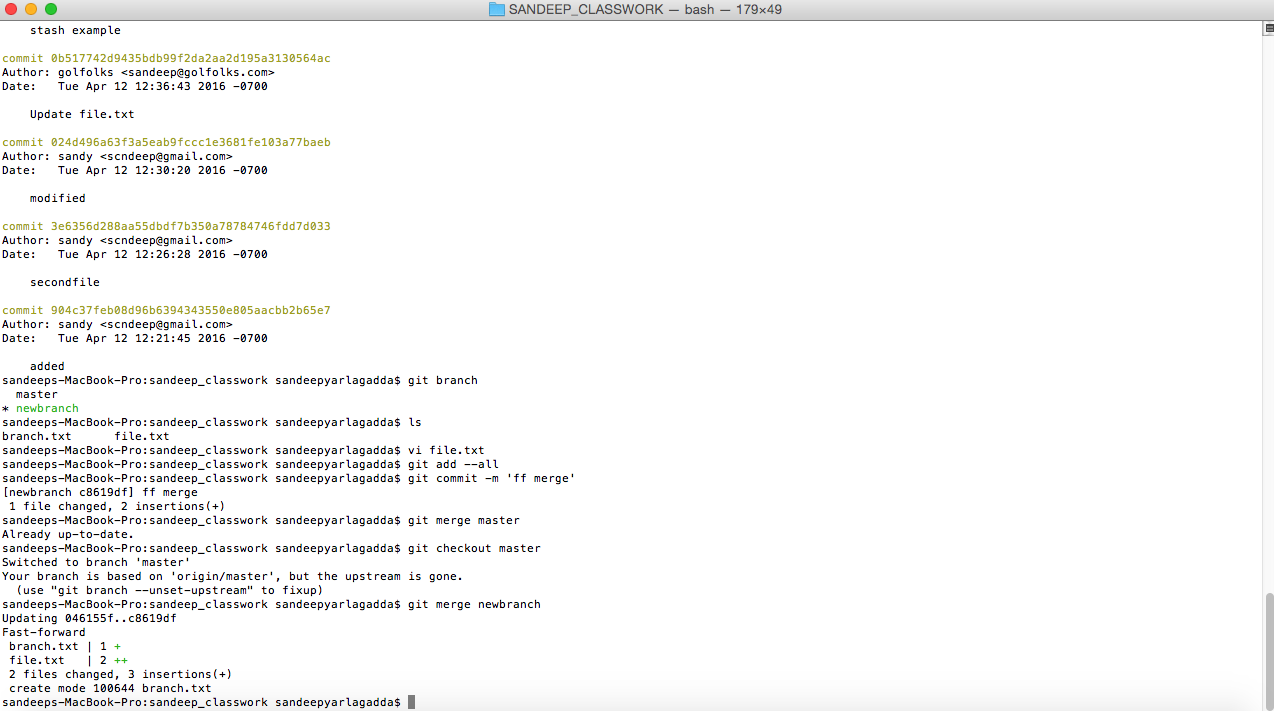 SANDEEP_CLASSWORK — bash — 179×49
stash example
commit 0b517742d9435bdb99f2da2aa2d195a3130564ac
Author: golfolks <sandeep@golfolks.com>
Date:   Tue Apr 12 12:36:43 2016 -0700
Update file.txt
commit 024d496a63f3a5eab9fccc1e3681fe103a77baeb
Author: sandy <scndeep@gmail.com>
Date:   Tue Apr 12 12:30:20 2016 -0700
modified
commit 3e6356d288aa55dbdf7b350a78784746fdd7d033
Author: sandy <scndeep@gmail.com>
Date:   Tue Apr 12 12:26:28 2016 -0700
secondfile
commit 904c37feb08d96b6394343550e805aacbb2b65e7
Author: sandy <scndeep@gmail.com>
Date:   Tue Apr 12 12:21:45 2016 -0700
added
sandeeps-MacBook-Pro:sandeep_classwork sandeepyarlagadda$ git branch
master
* newbranch
sandeeps-MacBook-Pro:sandeep_classwork sandeepyarlagadda$ ls
branch.txt      file.txt
sandeeps-MacBook-Pro:sandeep_classwork sandeepyarlagadda$ vi file.txt
sandeeps-MacBook-Pro:sandeep_classwork sandeepyarlagadda$ git add --all
sandeeps-MacBook-Pro:sandeep_classwork sandeepyarlagadda$ git commit -m 'ff merge'
[newbranch c8619df] ff merge
1 file changed, 2 insertions(+)
sandeeps-MacBook-Pro:sandeep_classwork sandeepyarlagadda$ git merge master
Already up-to-date.
sandeeps-MacBook-Pro:sandeep_classwork sandeepyarlagadda$ git checkout master
Switched to branch 'master'
Your branch is based on 'origin/master', but the upstream is gone.
(use "git branch --unset-upstream" to fixup)
sandeeps-MacBook-Pro:sandeep_classwork sandeepyarlagadda$ git merge newbranch
Updating 046155f..c8619df
Fast-forward
branch.txt | 1 +
file.txt   | 2 ++
2 files changed, 3 insertions(+)
create mode 100644 branch.txt
sandeeps-MacBook-Pro:sandeep_classwork sandeepyarlagadda$